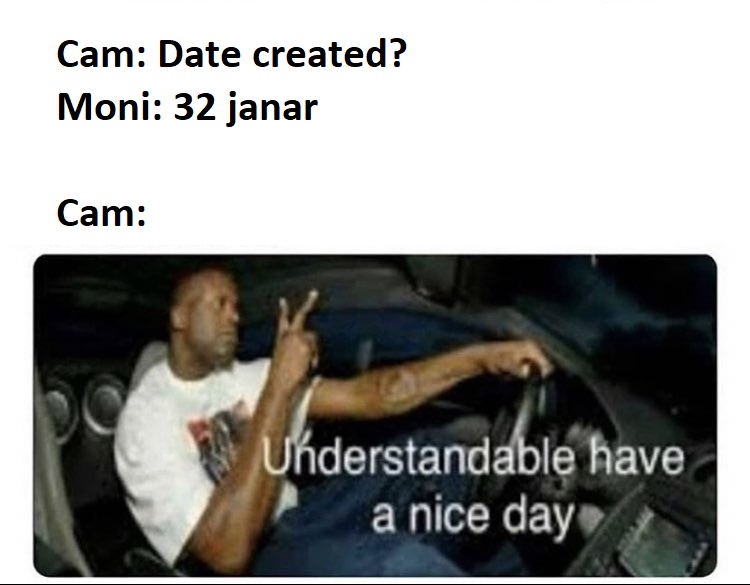 Cam: Date created?
Moni: 32 janar
Cam:
Understandable have
a nice day